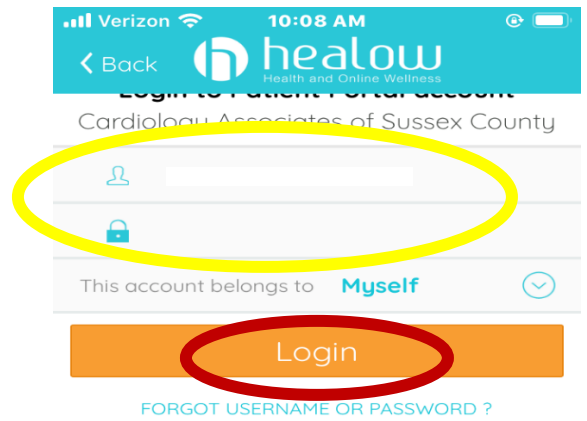 Verizon 10:08 AM
Back healow
Health and Online Wellness
Login to Patient Portal account
Cardiology Associates of Sussex County
This account belongs to Myself
Login
FORGOT USERNAME OR PASSWORD ?